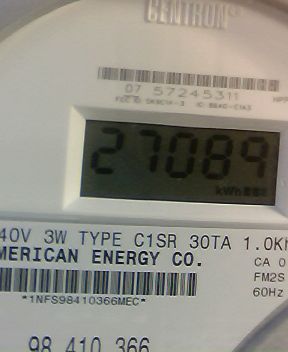 CENTRON®
07 57245311
27089
kWh
40V 3W TYPE C1SR 30TA 1.0Kh
MERICAN ENERGY CO.
CA 0
FM2S
*1NFS98410366MEC*
60Hz
98 410 366